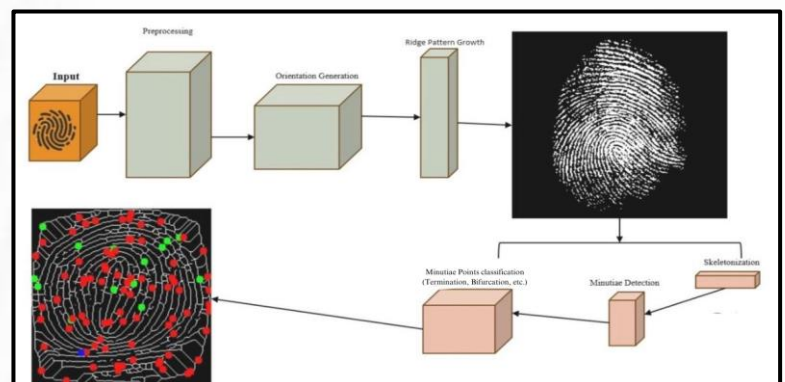 Preprocessing
Ridge Pattern Growth
Input
Orientation Generation
Skeletonization
Minutiae Points classification
(Termination, Bifurcation, etc.)
Minutiae Detection